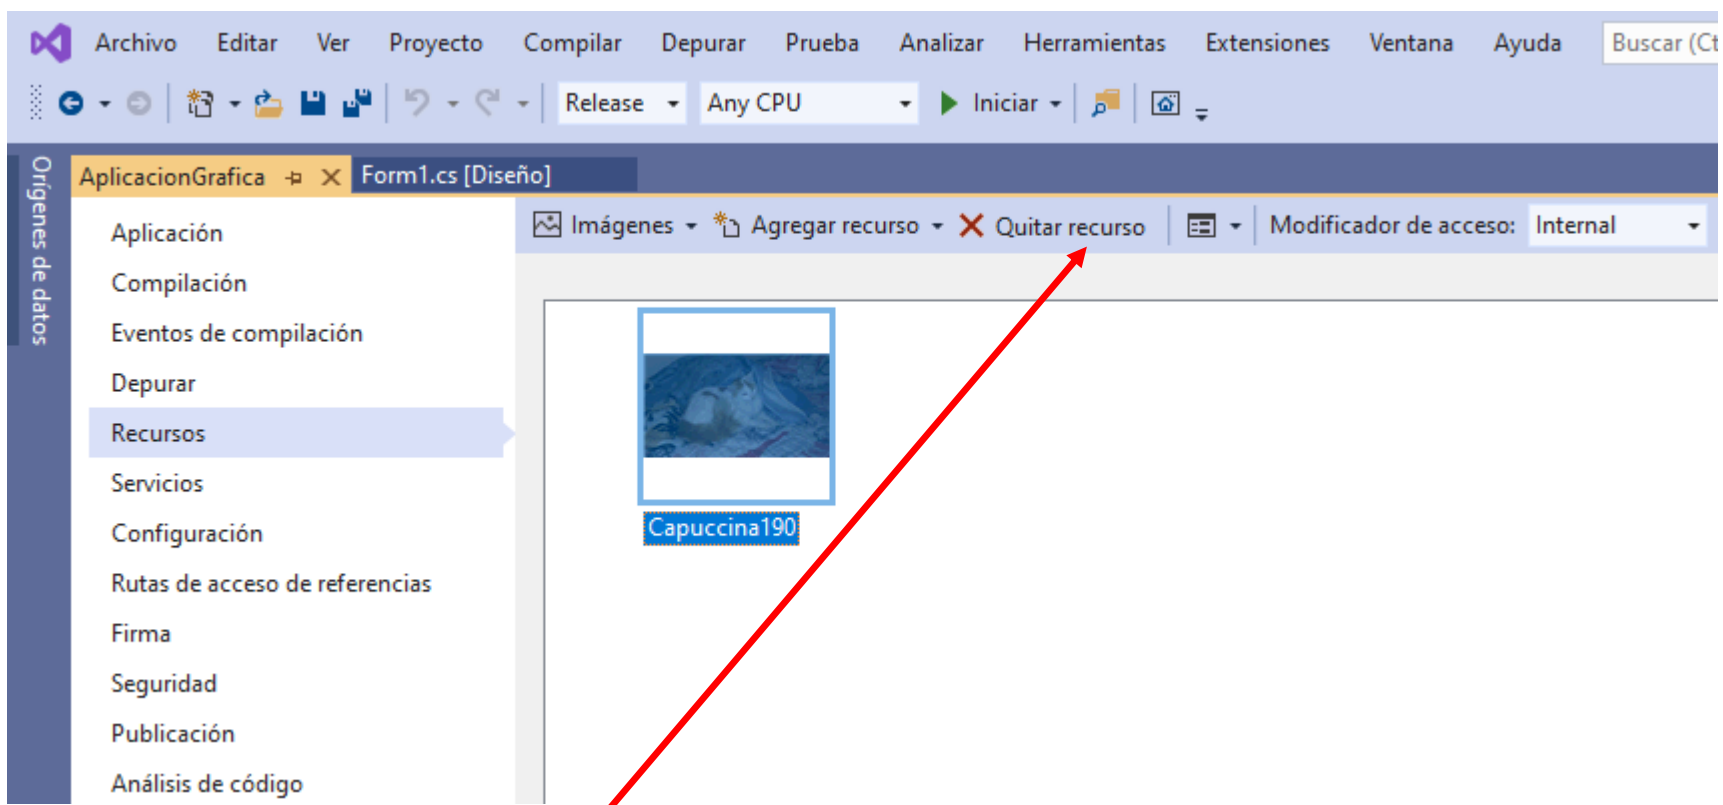 Archivo Editar Ver Proyecto Compilar Depurar Prueba Analizar Herramientas Extensiones Ventana Ayuda Buscar (Ct
Release Any CPU Iniciar
Orígenes de datos
AplicacionGrafica Form1.cs [Diseño]
Imágenes Agregar recurso Quitar recurso Modificador de acceso: Internal
Aplicación
Compilación
Eventos de compilación
Depurar
Recursos
Servicios
Configuración
Rutas de acceso de referencias
Firma
Seguridad
Publicación
Análisis de código
Capuccina190